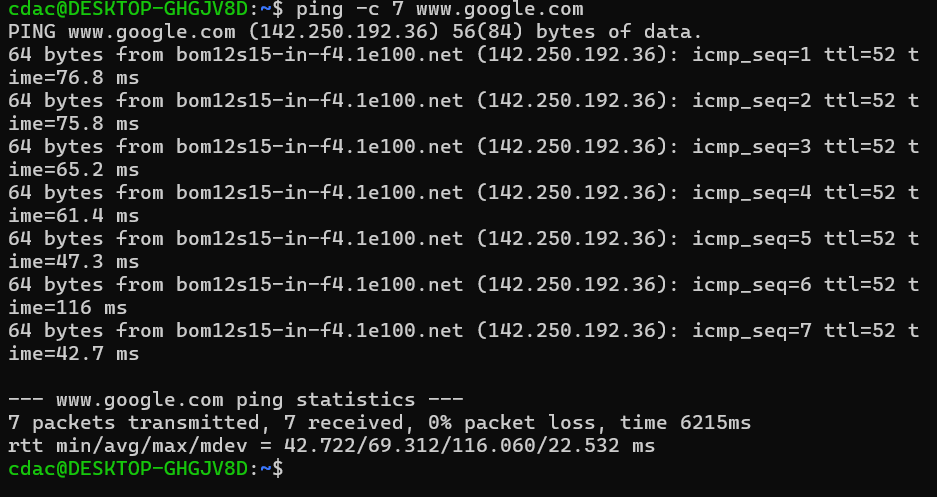 cdac@DESKTOP-GHGJV8D:~$ ping -c 7 www.google.com
PING www.google.com (142.250.192.36) 56(84) bytes of data.
64 bytes from bom12s15-in-f4.1e100.net (142.250.192.36): icmp_seq=1 ttl=52 t
ime=76.8 ms
64 bytes from bom12s15-in-f4.1e100.net (142.250.192.36): icmp_seq=2 ttl=52 t
ime=75.8 ms
64 bytes from bom12s15-in-f4.1e100.net (142.250.192.36): icmp_seq=3 ttl=52 t
ime=65.2 ms
64 bytes from bom12s15-in-f4.1e100.net (142.250.192.36): icmp_seq=4 ttl=52 t
ime=61.4 ms
64 bytes from bom12s15-in-f4.1e100.net (142.250.192.36): icmp_seq=5 ttl=52 t
ime=47.3 ms
64 bytes from bom12s15-in-f4.1e100.net (142.250.192.36): icmp_seq=6 ttl=52 t
ime=116 ms
64 bytes from bom12s15-in-f4.1e100.net (142.250.192.36): icmp_seq=7 ttl=52 t
ime=42.7 ms

--- www.google.com ping statistics ---
7 packets transmitted, 7 received, 0% packet loss, time 6215ms
rtt min/avg/max/mdev = 42.722/69.312/116.060/22.532 ms
cdac@DESKTOP-GHGJV8D:~$